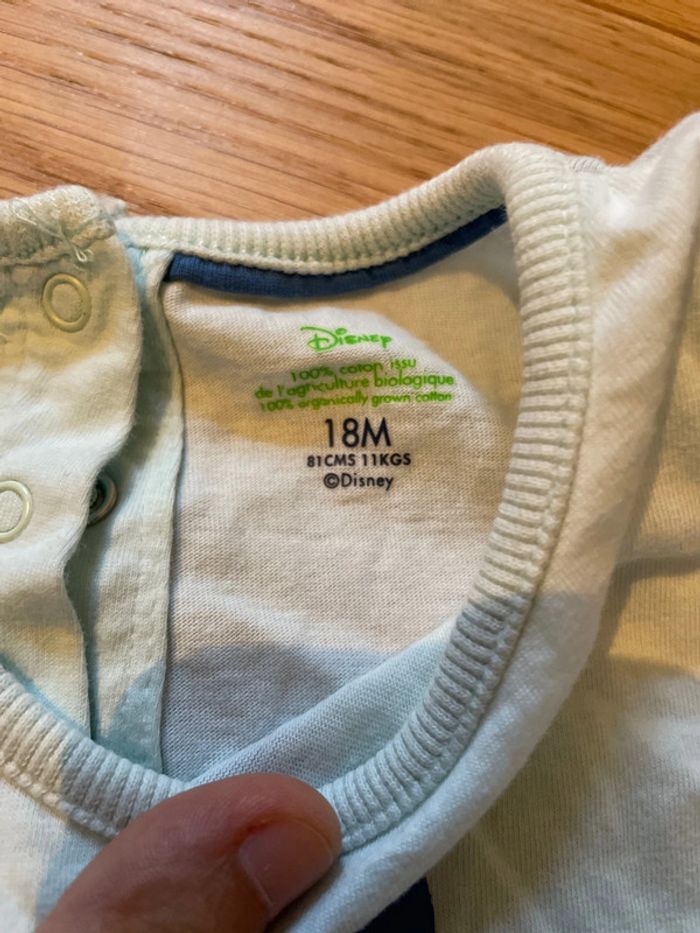 Disney
100% coton issu
de l'agriculture biologique
100% organically grown cotton
18M
81CMS 11KGS
©Disney